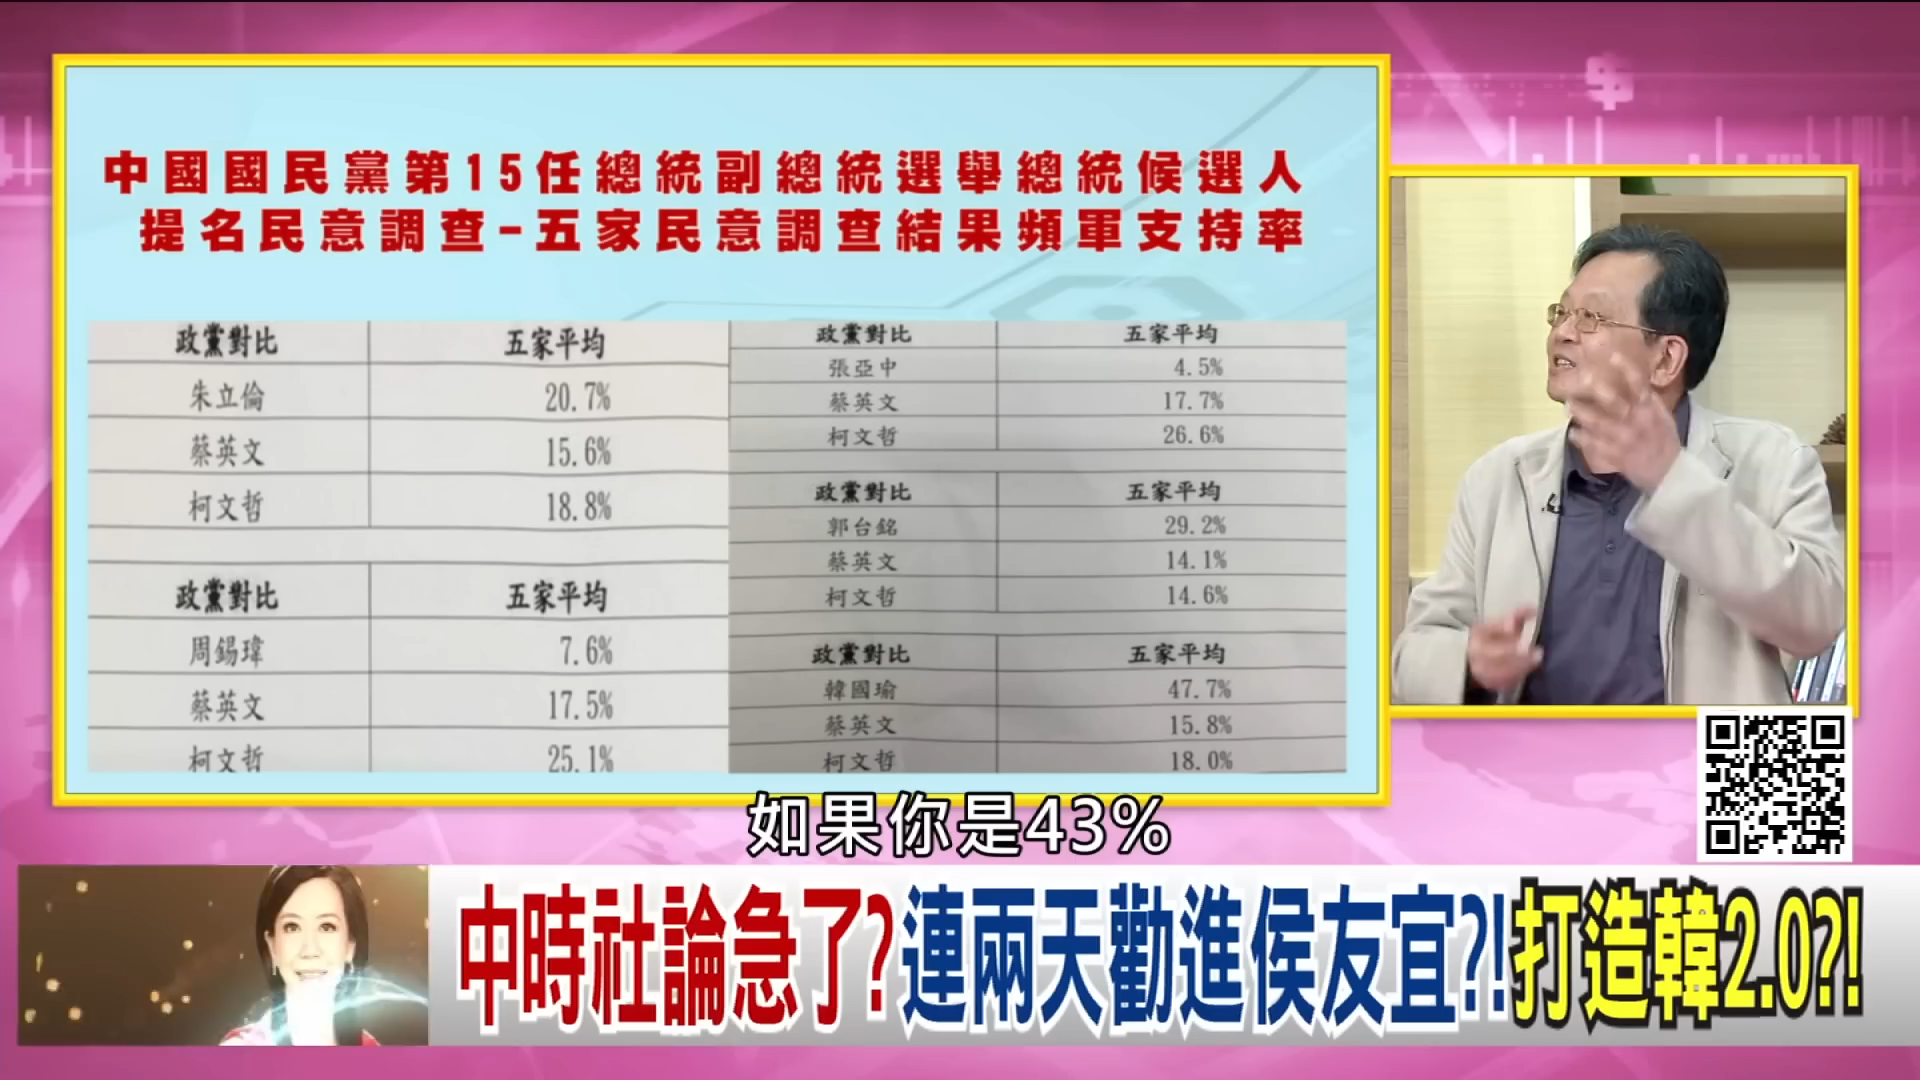 中國國民黨第15任總統副總統選舉總統候選人
提名民意調查-五家民意調查結果頻軍支持率
政黨對比 五家平均
朱立倫 20.7%
蔡英文 15.6%
柯文哲 18.8%
政黨對比 五家平均
周錫瑋 7.6%
蔡英文 17.5%
柯文哲 25.1%
政黨對比 五家平均
張亞中 4.5%
蔡英文 17.7%
柯文哲 26.6%
政黨對比 五家平均
郭台銘 29.2%
蔡英文 14.1%
柯文哲 14.6%
政黨對比 五家平均
韓國瑜 47.7%
蔡英文 15.8%
柯文哲 18.0%
如果你是43%
中時社論急了?連兩天勸進侯友宜?!打造韓2.0?!